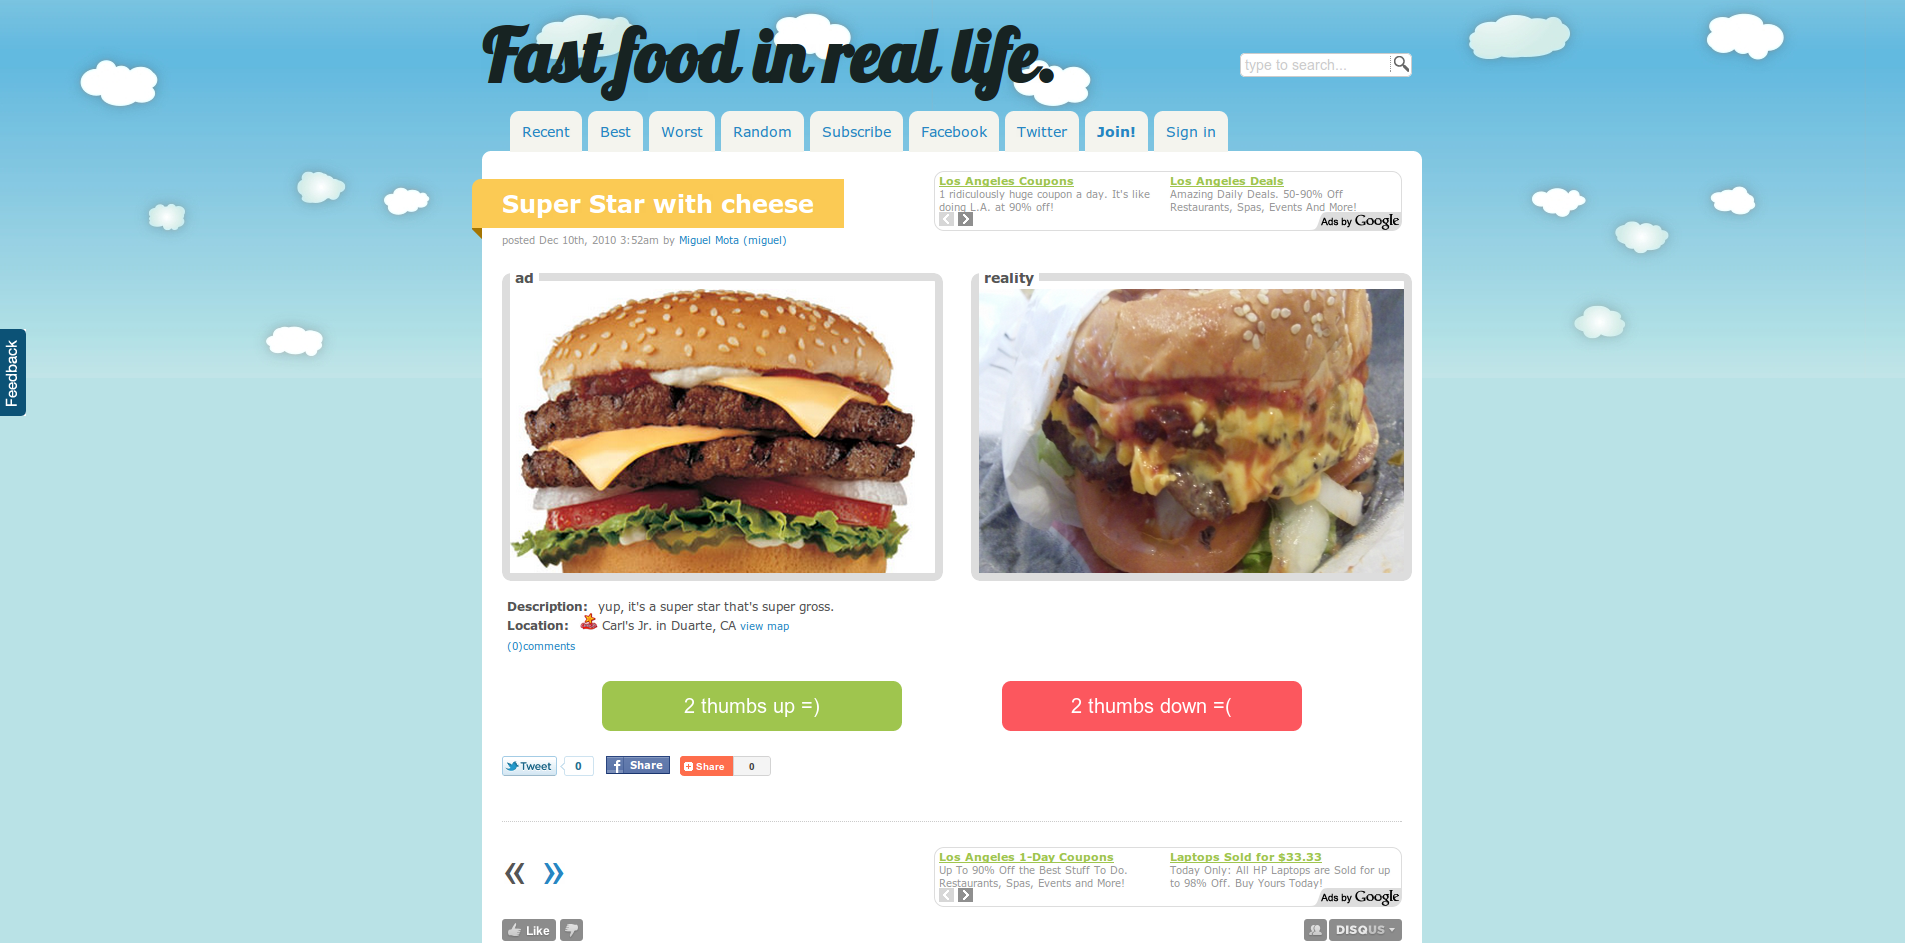 Fast food in real life.
type to search...
Recent
Best
Worst
Random
Subscribe
Facebook
Twitter
Join!
Sign in
Super Star with cheese
posted Dec 10th, 2010 3:52am by Miguel Mota (miguel)
Los Angeles Coupons
1 ridiculously huge coupon a day. It's like
doing L.A. at 90% off!
Los Angeles Deals
Amazing Daily Deals. 50-90% Off
Restaurants, Spas, Events And More!
Ads by Google
ad
reality
Feedback
Description: yup, it's a super star that's super gross.
Location: Carl's Jr. in Duarte, CA view map
(0)comments
2 thumbs up =)
2 thumbs down =(
Tweet
0
Share
Share
0
« »
Los Angeles 1-Day Coupons
Up To 90% Off the Best Stuff To Do.
Restaurants, Spas, Events and More!
Laptops Sold for $33.33
Today Only: All HP Laptops are Sold for up
to 98% Off. Buy Yours Today!
Ads by Google
Like
DISQUS